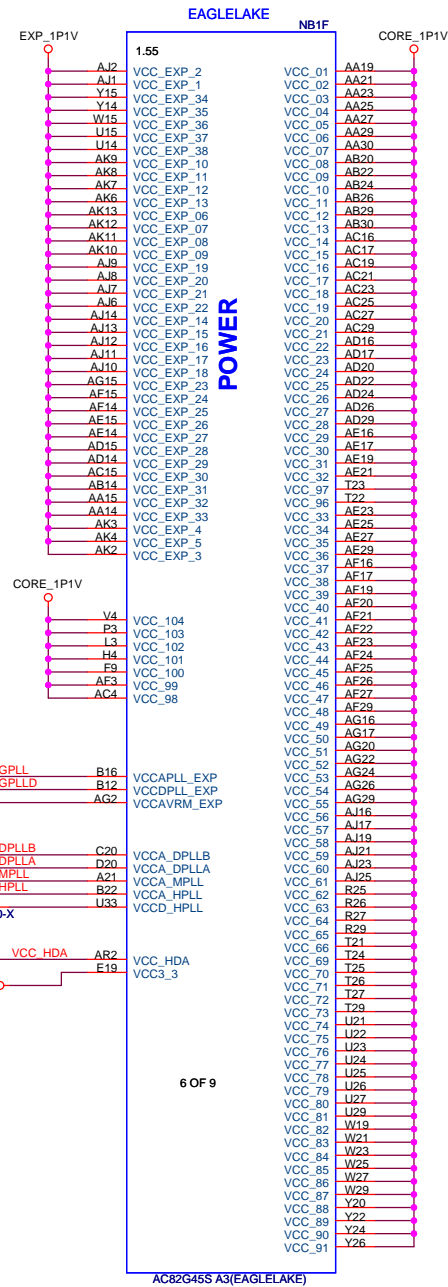 EAGLELAKE
NB1F
EXP_1P1V
CORE_1P1V
1.55
AJ2 VCC_EXP_2
AJ1 VCC_EXP_1
Y15 VCC_EXP_34
Y14 VCC_EXP_35
W15 VCC_EXP_36
U15 VCC_EXP_37
U14 VCC_EXP_38
AK9 VCC_EXP_10
AK8 VCC_EXP_11
AK7 VCC_EXP_12
AK6 VCC_EXP_13
AK13 VCC_EXP_06
AK12 VCC_EXP_07
AK11 VCC_EXP_08
AK10 VCC_EXP_09
AJ9 VCC_EXP_19
AJ8 VCC_EXP_20
AJ7 VCC_EXP_21
AJ6 VCC_EXP_22
AJ14 VCC_EXP_14
AJ13 VCC_EXP_15
AJ12 VCC_EXP_16
AJ11 VCC_EXP_17
AJ10 VCC_EXP_18
AG15 VCC_EXP_23
AF15 VCC_EXP_24
AF14 VCC_EXP_25
AE15 VCC_EXP_26
AE14 VCC_EXP_27
AD15 VCC_EXP_28
AD14 VCC_EXP_29
AC15 VCC_EXP_30
AB14 VCC_EXP_31
AA15 VCC_EXP_32
AA14 VCC_EXP_33
AK3 VCC_EXP_4
AK4 VCC_EXP_5
AK2 VCC_EXP_3
CORE_1P1V
V4 VCC_104
P3 VCC_103
L3 VCC_102
H4 VCC_101
F9 VCC_100
AF3 VCC_99
AC4 VCC_98
GPLL B16 VCCAPLL_EXP
GPLLD B12 VCCDPLL_EXP
AG2 VCCAVRM_EXP
DPLLB C20 VCCA_DPLLB
DPLLA D20 VCCA_DPLLA
MPLL A21 VCCA_MPLL
HPLL B22 VCCA_HPLL
U33 VCCD_HPLL
0-X
VCC_HDA AR2 VCC_HDA
E19 VCC3_3
POWER
6 OF 9
VCC_01 AA19
VCC_02 AA21
VCC_03 AA23
VCC_04 AA25
VCC_05 AA27
VCC_06 AA29
VCC_07 AA30
VCC_08 AB20
VCC_09 AB22
VCC_10 AB24
VCC_11 AB26
VCC_12 AB29
VCC_13 AB30
VCC_14 AC16
VCC_15 AC17
VCC_16 AC19
VCC_17 AC21
VCC_18 AC23
VCC_19 AC25
VCC_20 AC27
VCC_21 AC29
VCC_22 AD16
VCC_23 AD17
VCC_24 AD20
VCC_25 AD22
VCC_26 AD24
VCC_27 AD26
VCC_28 AD29
VCC_29 AE16
VCC_30 AE17
VCC_31 AE19
VCC_32 AE21
VCC_97 T23
VCC_96 T22
VCC_33 AE23
VCC_34 AE25
VCC_35 AE27
VCC_36 AE29
VCC_37 AF16
VCC_38 AF17
VCC_39 AF19
VCC_40 AF20
VCC_41 AF21
VCC_42 AF22
VCC_43 AF23
VCC_44 AF24
VCC_45 AF25
VCC_46 AF26
VCC_47 AF27
VCC_48 AF29
VCC_49 AG16
VCC_50 AG17
VCC_51 AG20
VCC_52 AG22
VCC_53 AG24
VCC_54 AG26
VCC_55 AG29
VCC_56 AJ16
VCC_57 AJ17
VCC_58 AJ19
VCC_59 AJ21
VCC_60 AJ23
VCC_61 AJ25
VCC_62 R25
VCC_63 R26
VCC_64 R27
VCC_65 R29
VCC_66 T21
VCC_69 T24
VCC_70 T25
VCC_71 T26
VCC_72 T27
VCC_73 T29
VCC_74 U21
VCC_75 U22
VCC_76 U23
VCC_77 U24
VCC_78 U25
VCC_79 U26
VCC_80 U27
VCC_81 U29
VCC_82 W19
VCC_83 W21
VCC_84 W23
VCC_85 W25
VCC_86 W27
VCC_87 W29
VCC_88 Y20
VCC_89 Y22
VCC_90 Y24
VCC_91 Y26
AC82G45S A3(EAGLELAKE)